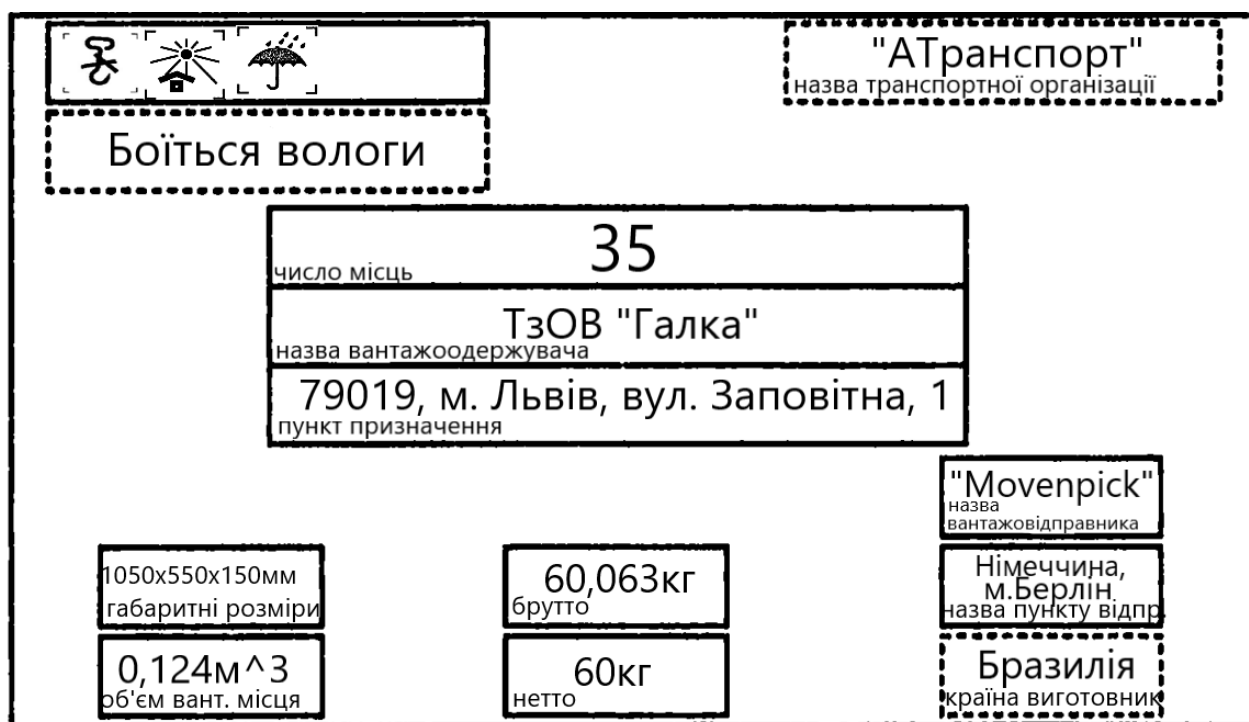 "АТранспорт"
назва транспортної організації
Боїться вологи
35
число місць
ТзОВ "Галка"
назва вантажоодержувача
79019, м. Львів, вул. Заповітна, 1
пункт призначення
"Movenpick"
назва
вантажовідправника
1050х550х150мм
габаритні розміри
60,063кг
брутто
Німеччина,
м.Берлін
назва пункту відпр.
0,124м^3
об'єм вант. місця
60кг
нетто
Бразилія
країна виготовник